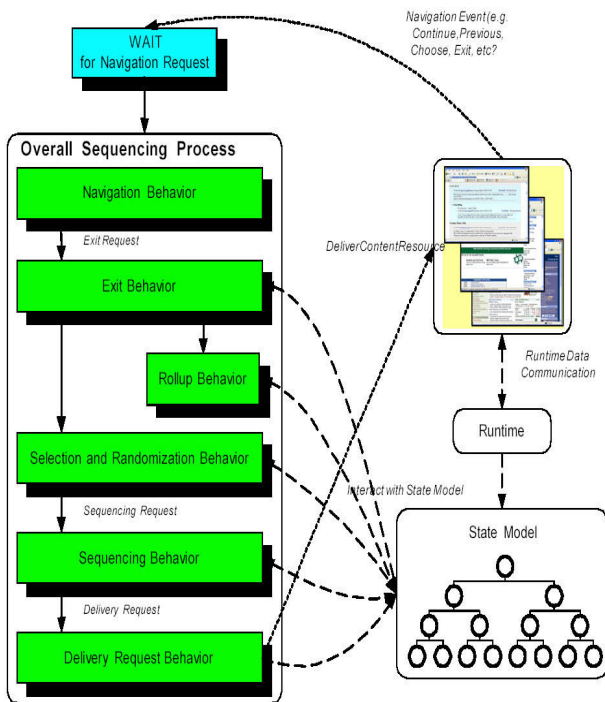 Navigation Event (e.g.
Continue, Previous,
Choose, Exit, etc?
WAIT
for Navigation Request
Overall Sequencing Process
Navigation Behavior
Exit Request
DeliverContentResource
Exit Behavior
Runtime Data
Communication
Rollup Behavior
Runtime
Selection and Randomization Behavior
Interact with State Model
Sequencing Request
State Model
Sequencing Behavior
Delivery Request
Delivery Request Behavior